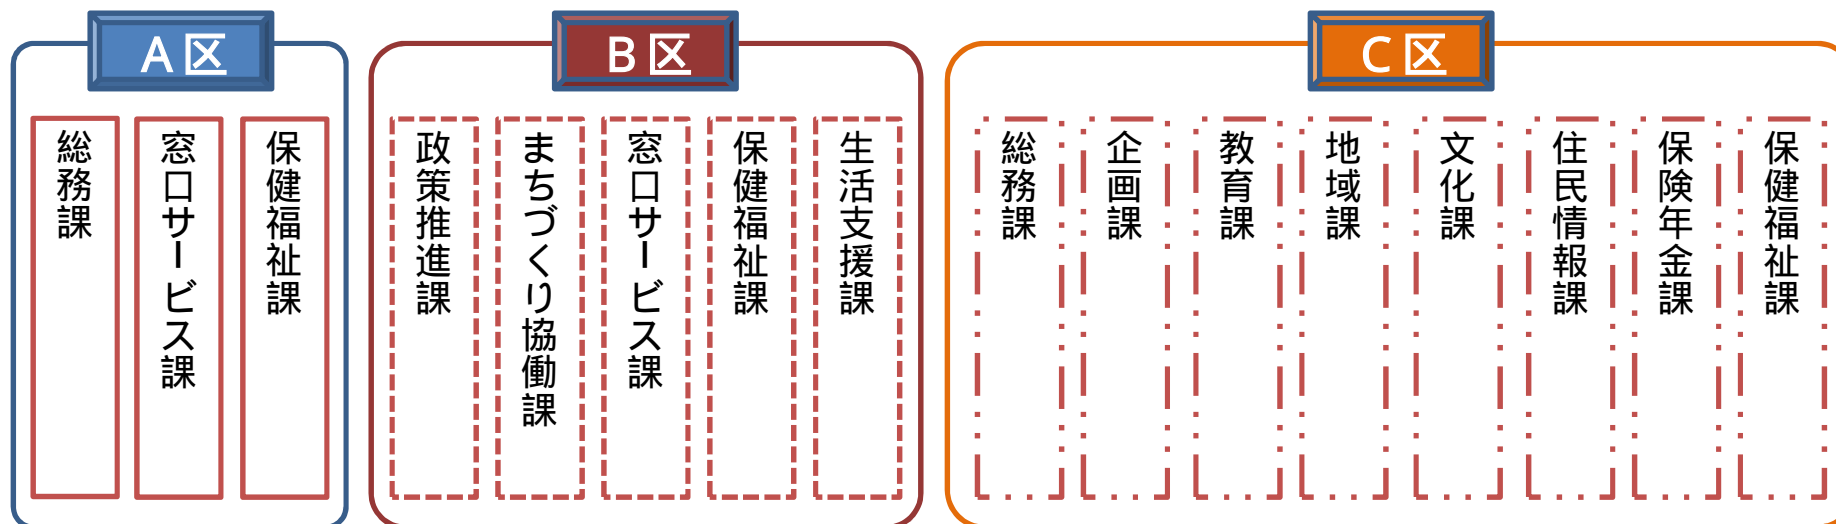 A区
総務課
窓口サービス課
保健福祉課
B区
政策推進課
まちづくり協働課
窓口サービス課
保健福祉課
生活支援課
C区
総務課
企画課
教育課
地域課
文化課
住民情報課
保険年金課
保健福祉課